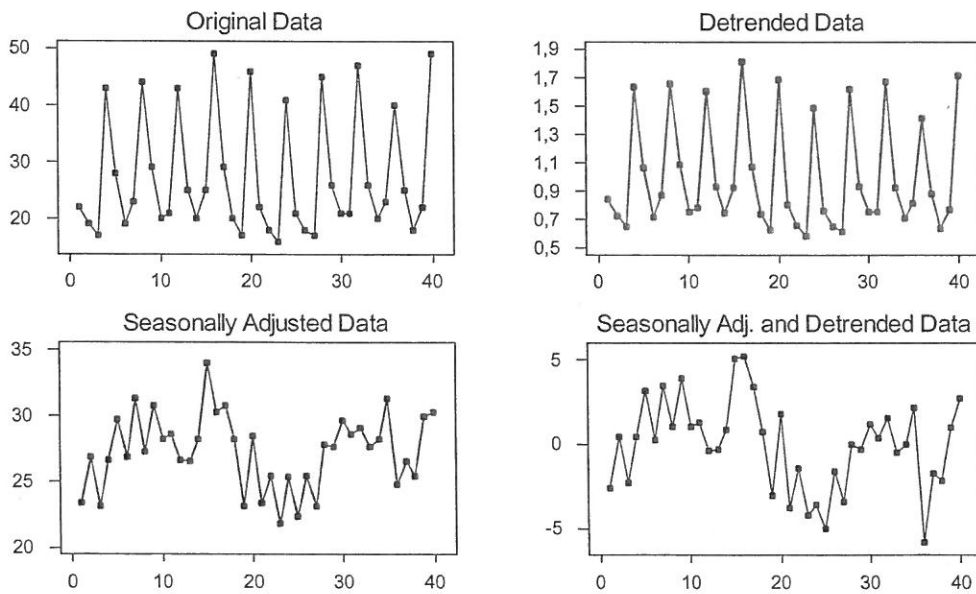 Original Data
50
40
30
20
0 10 20 30 40
Detrended Data
1,9
1,7
1,5
1,3
1,1
0,9
0,7
0,5
0 10 20 30 40
Seasonally Adjusted Data
35
30
25
20
0 10 20 30 40
Seasonally Adj. and Detrended Data
5
0
-5
0 10 20 30 40